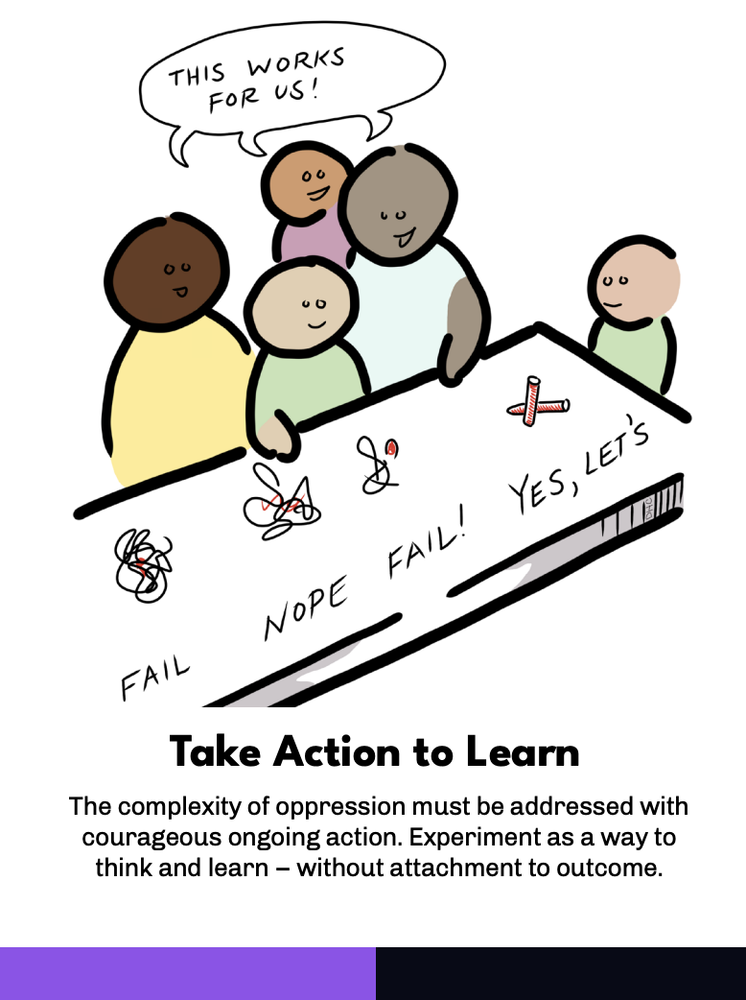 THIS WORKS
FOR US!
YES, LET'S
FAIL!
NOPE
FAIL
DHC
Take Action to Learn
The complexity of oppression must be addressed with
courageous ongoing action. Experiment as a way to
think and learn – without attachment to outcome.